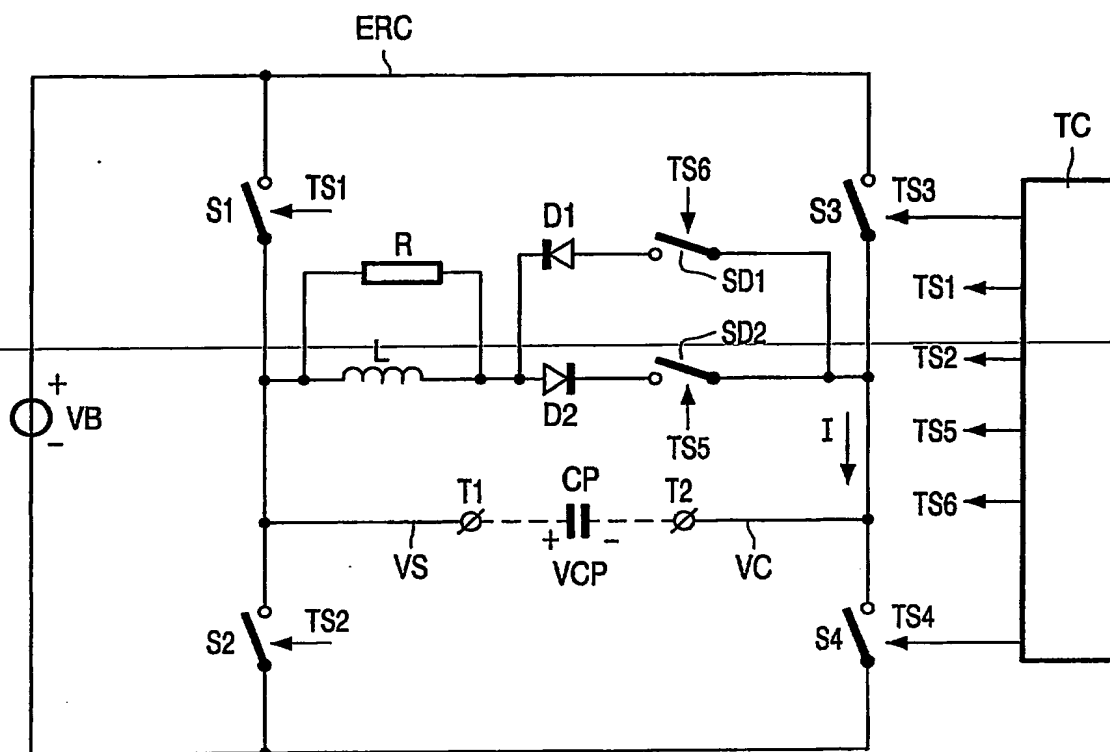 ERC
TC
S1
TS1
TS6
S3
TS3
D1
R
SD1
TS1
SD2
L
TS2
+
VB
-
D2
TS5
I
TS5
TS6
T1
CP
T2
+
-
VS
VCP
VC
S2
TS2
S4
TS4